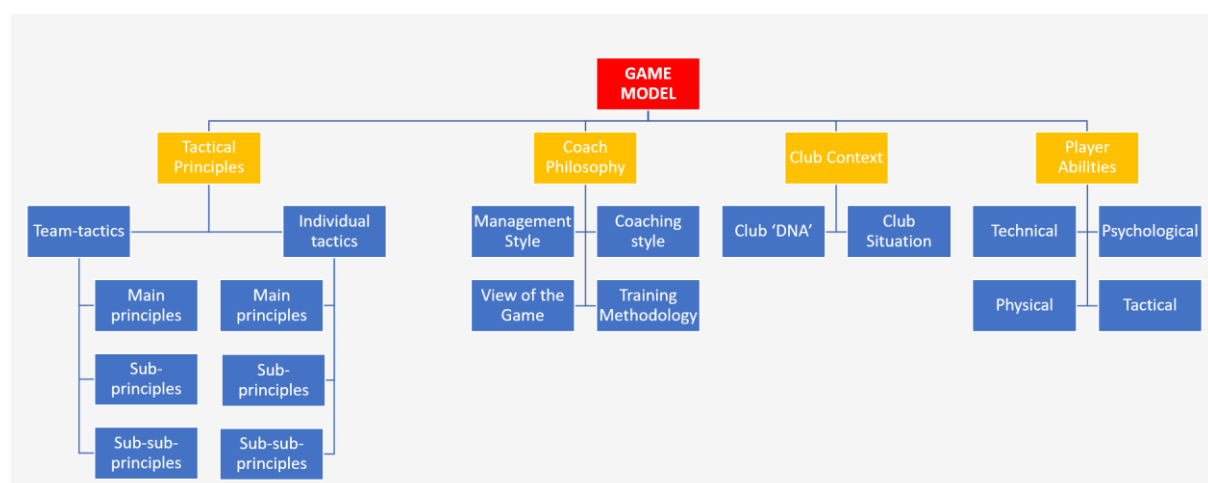 GAME
MODEL
Tactical
Principles
Coach
Philosophy
Club Context
Player
Abilities
Team-tactics
Individual
tactics
Management
Style
Coaching
style
Club ‘DNA’
Club
Situation
Technical
Psychological
Main
principles
Main
principles
View of the
Game
Training
Methodology
Physical
Tactical
Sub-
principles
Sub-
principles
Sub-sub-
principles
Sub-sub-
principles